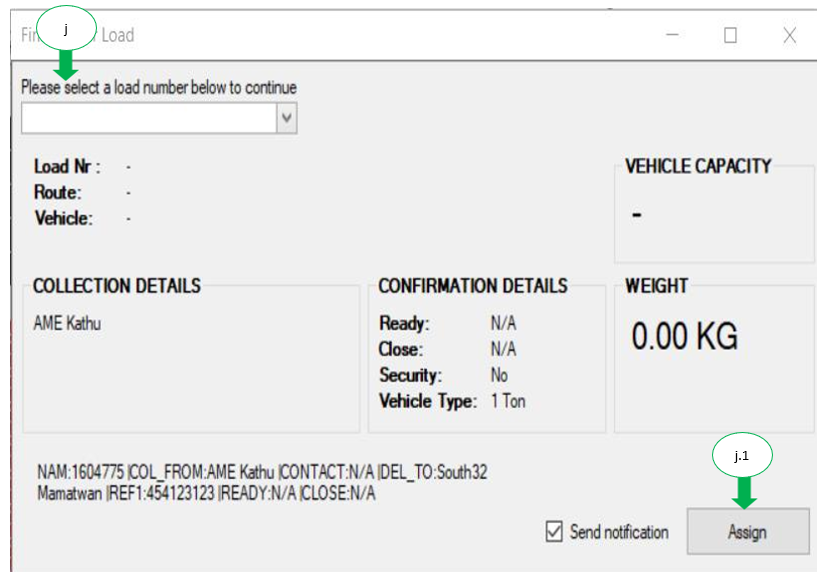 j
Load
Please select a load number below to continue
Load Nr : -
Route: -
Vehicle: -
VEHICLE CAPACITY
-
COLLECTION DETAILS
AME Kathu
CONFIRMATION DETAILS
Ready: N/A
Close: N/A
Security: No
Vehicle Type: 1 Ton
WEIGHT
0.00 KG
NAM:1604775 |COL_FROM:AME Kathu |CONTACT:N/A |DEL_TO:South32
Mamatwan |REF1:454123123 |READY:N/A |CLOSE:N/A
j.1
Send notification
Assign